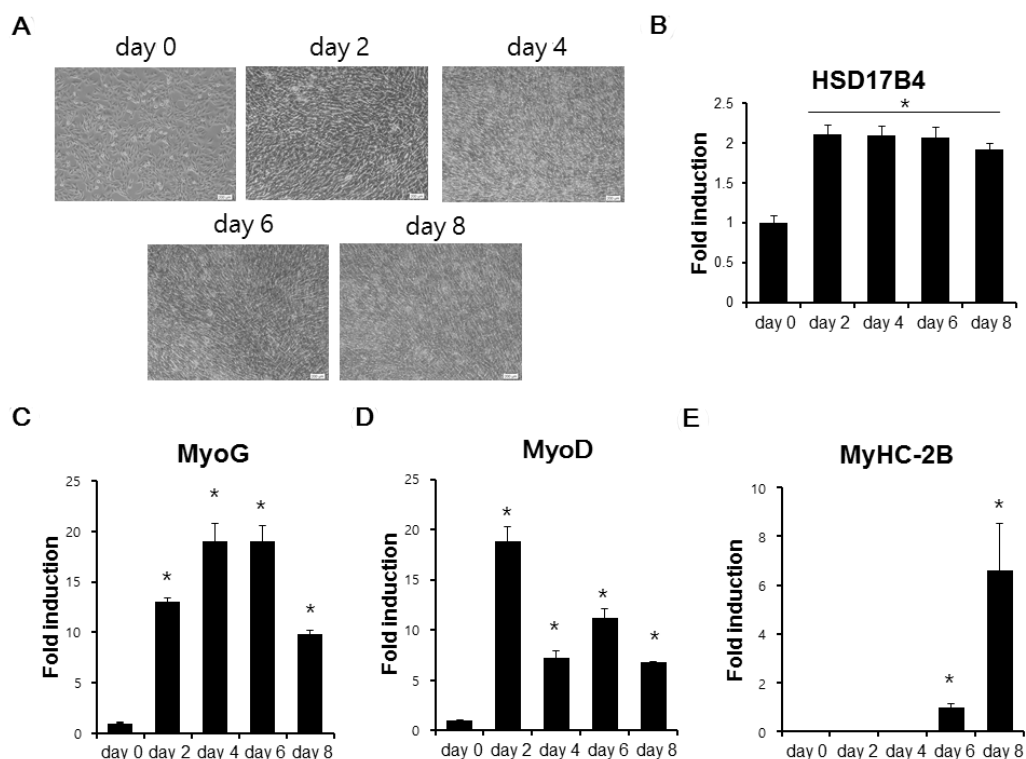 A
day 0
day 2
day 4
day 6
day 8
B
HSD17B4
*
Fold induction
2.5
2
1.5
1
0.5
0
day 0 day 2 day 4 day 6 day 8
C
MyoG
Fold induction
25
20
15
10
5
0
* * * *
day 0 day 2 day 4 day 6 day 8
D
MyoD
Fold induction
25
20
15
10
5
0
* * * *
day 0 day 2 day 4 day 6 day 8
E
MyHC-2B
Fold induction
10
8
6
4
2
0
* *
day 0 day 2 day 4 day 6 day 8